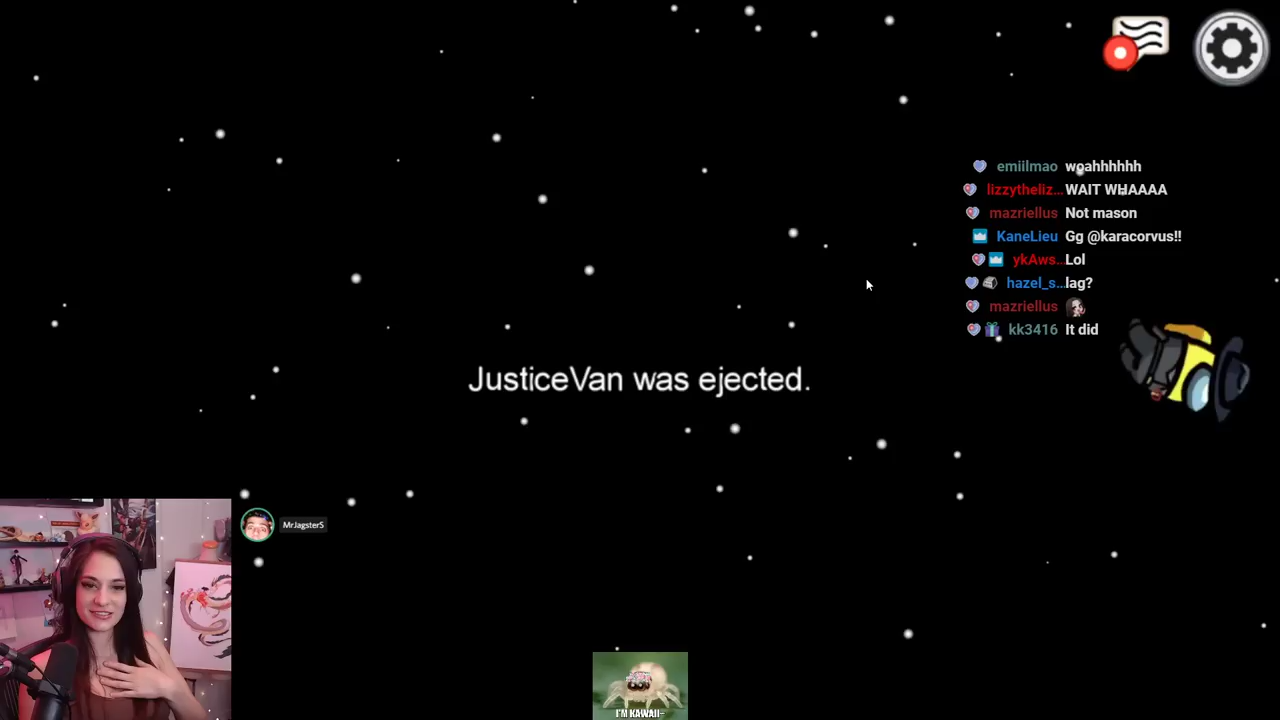 emiilmao woahhhhhh
lizzytheliz… WAIT WHAAAA
mazriellus Not mason
KaneLieu Gg @karacorvus!!
ykAws… Lol
hazel_s… lag?
mazriellus
kk3416 It did
JusticeVan was ejected.
MrJagsterS
I'M KAWAII~